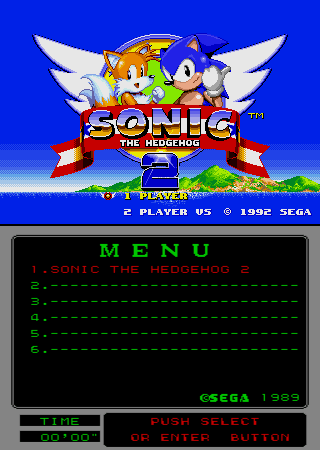 SONIC
TM
THE HEDGEHOG
2
1 PLAYER
2 PLAYER VS © 1992 SEGA
MENU
1.SONIC THE HEDGEHOG 2
2.-----------------------
3.-----------------------
4.-----------------------
5.-----------------------
6.-----------------------
©SEGA 1989
TIME
00'00"
PUSH SELECT
OR ENTER BUTTON